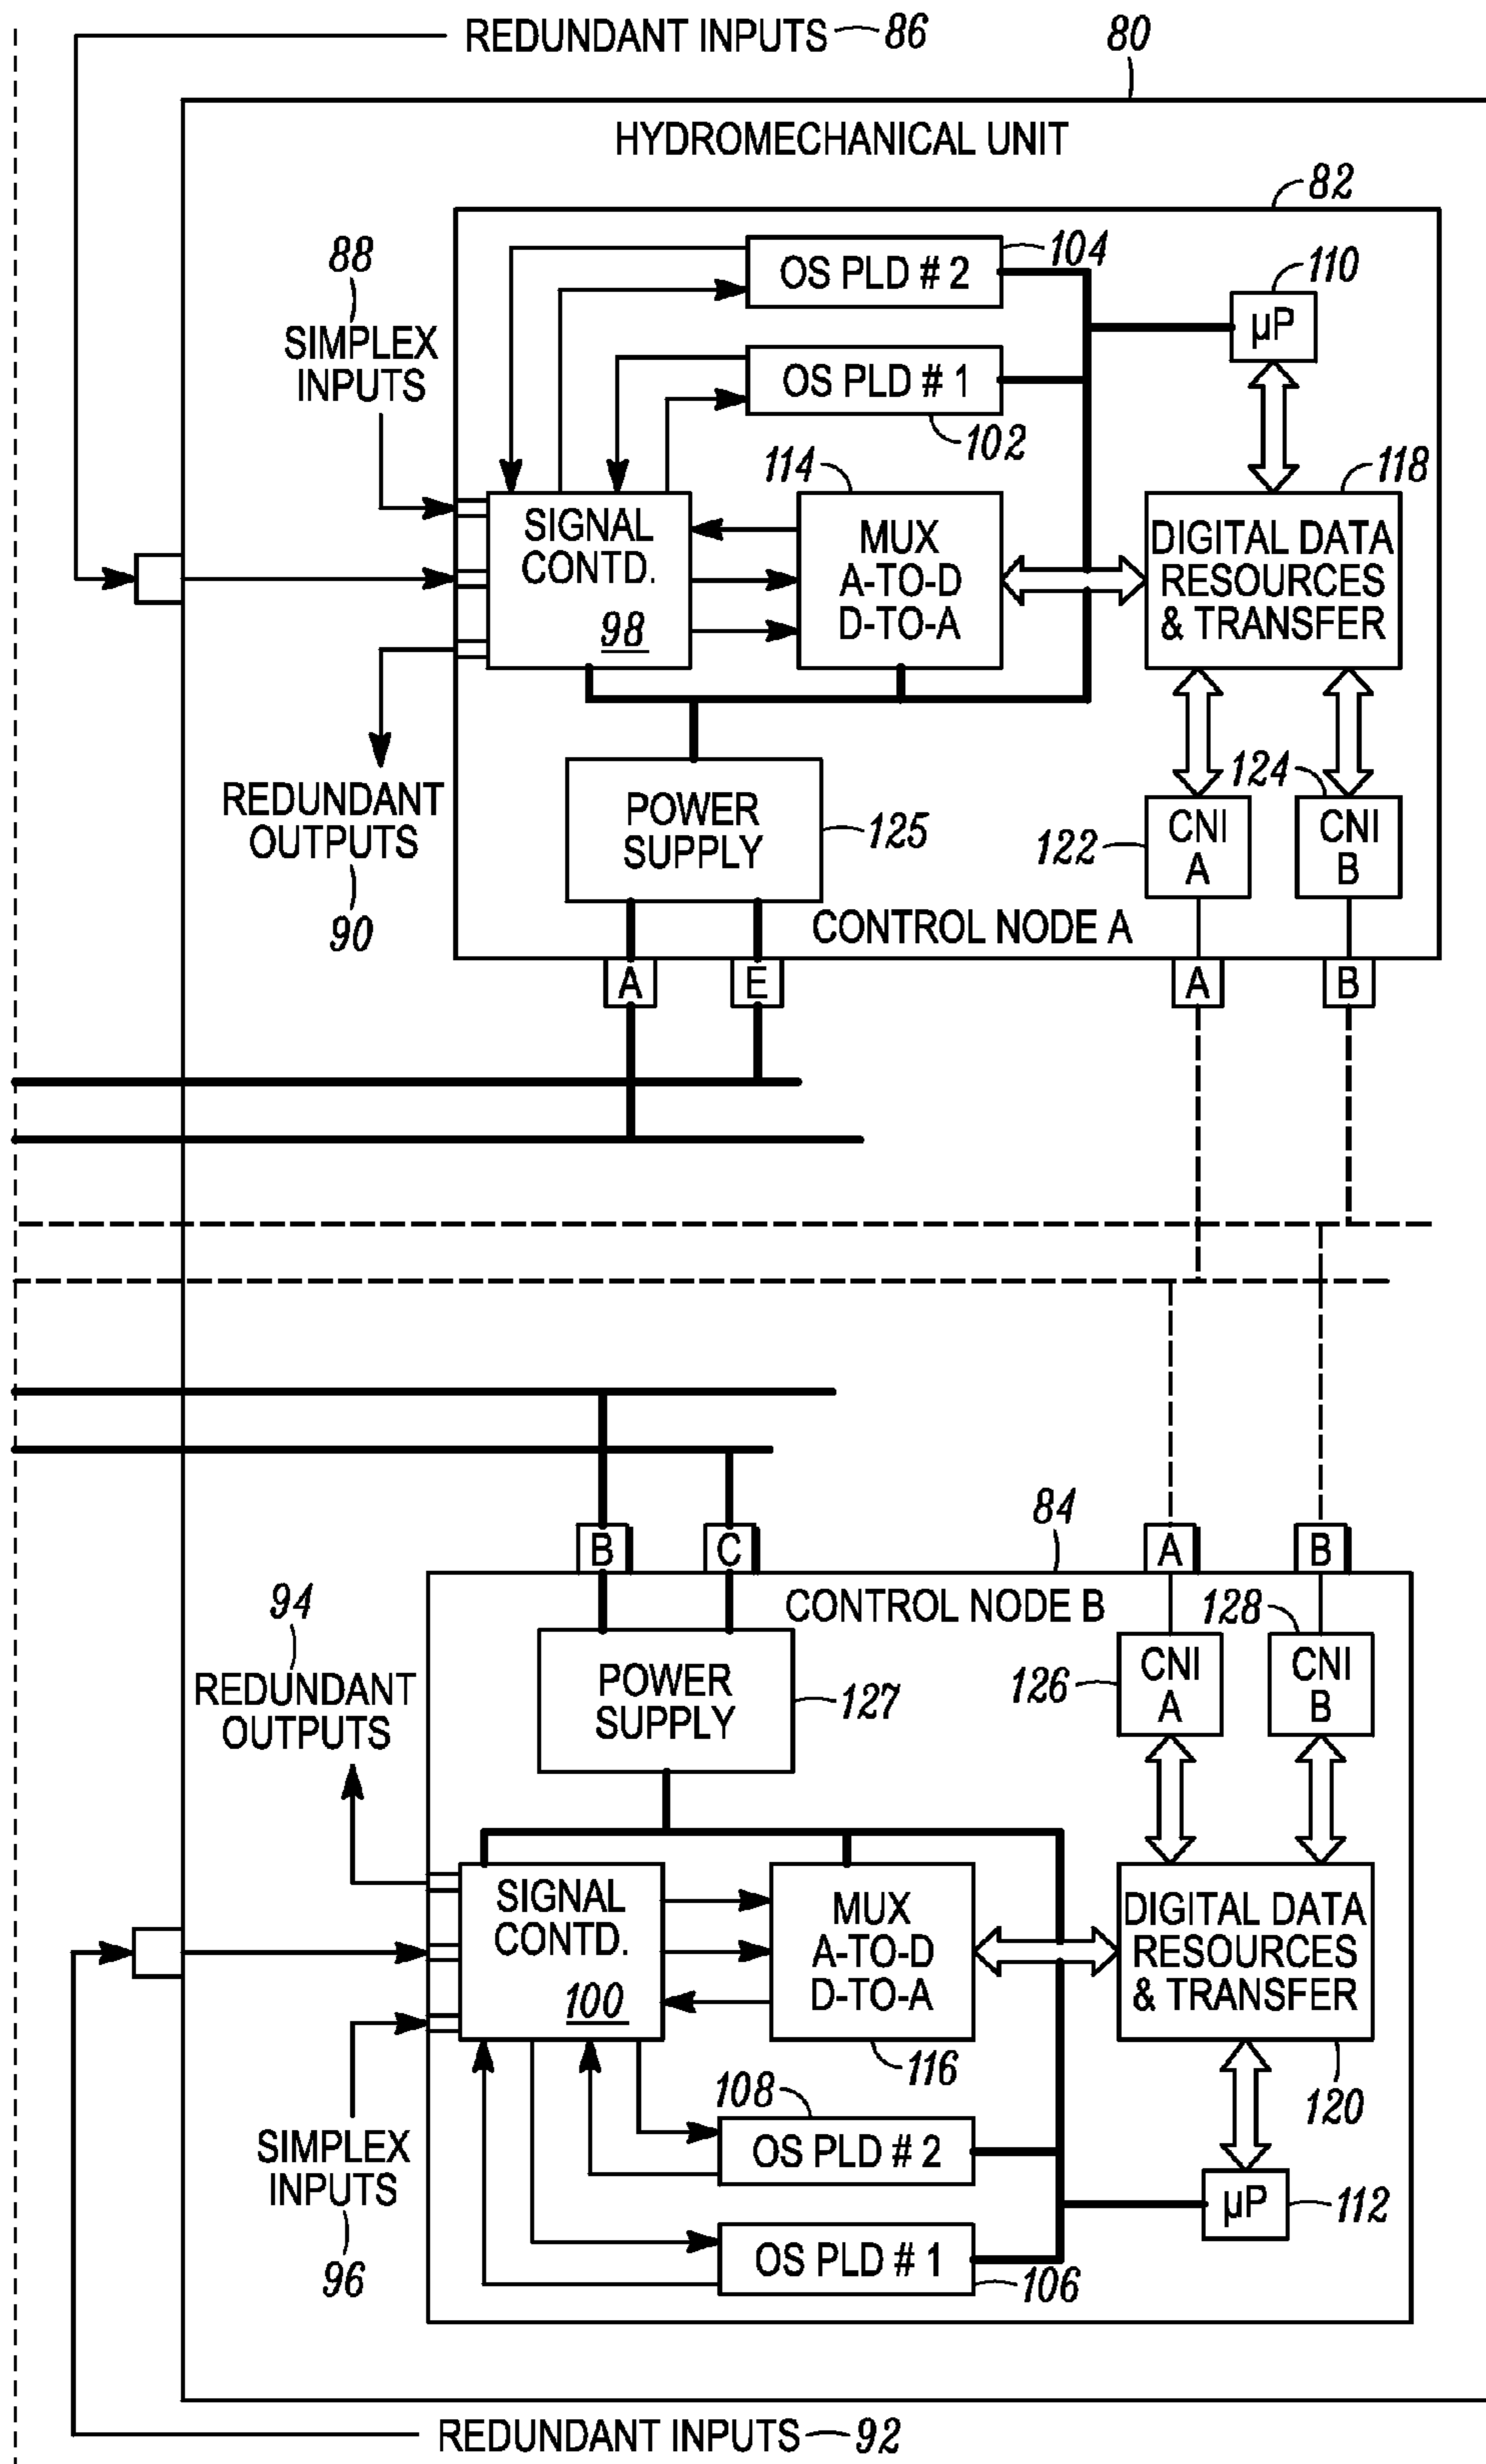 REDUNDANT INPUTS 86
80
HYDROMECHANICAL UNIT
82
OS PLD # 2
104
88
SIMPLEX
INPUTS
110
µP
OS PLD # 1
102
114
118
SIGNAL
CONTD.
98
MUX
A-TO-D
D-TO-A
DIGITAL DATA
RESOURCES
& TRANSFER
REDUNDANT
OUTPUTS
90
POWER
SUPPLY
125
122
CNI
A
124
CNI
B
CONTROL NODE A
A
E
A
B
B
C
84
A
B
CONTROL NODE B
94
REDUNDANT
OUTPUTS
POWER
SUPPLY
127
126
CNI
A
128
CNI
B
SIGNAL
CONTD.
100
MUX
A-TO-D
D-TO-A
116
DIGITAL DATA
RESOURCES
& TRANSFER
120
108
OS PLD # 2
SIMPLEX
INPUTS
96
µP
112
OS PLD # 1
106
REDUNDANT INPUTS 92